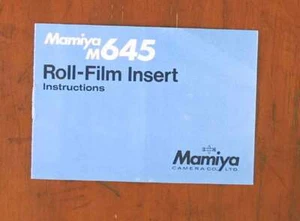 Mamiya
M645
Roll-Film Insert
Instructions
Mamiya
CAMERA CO., LTD.